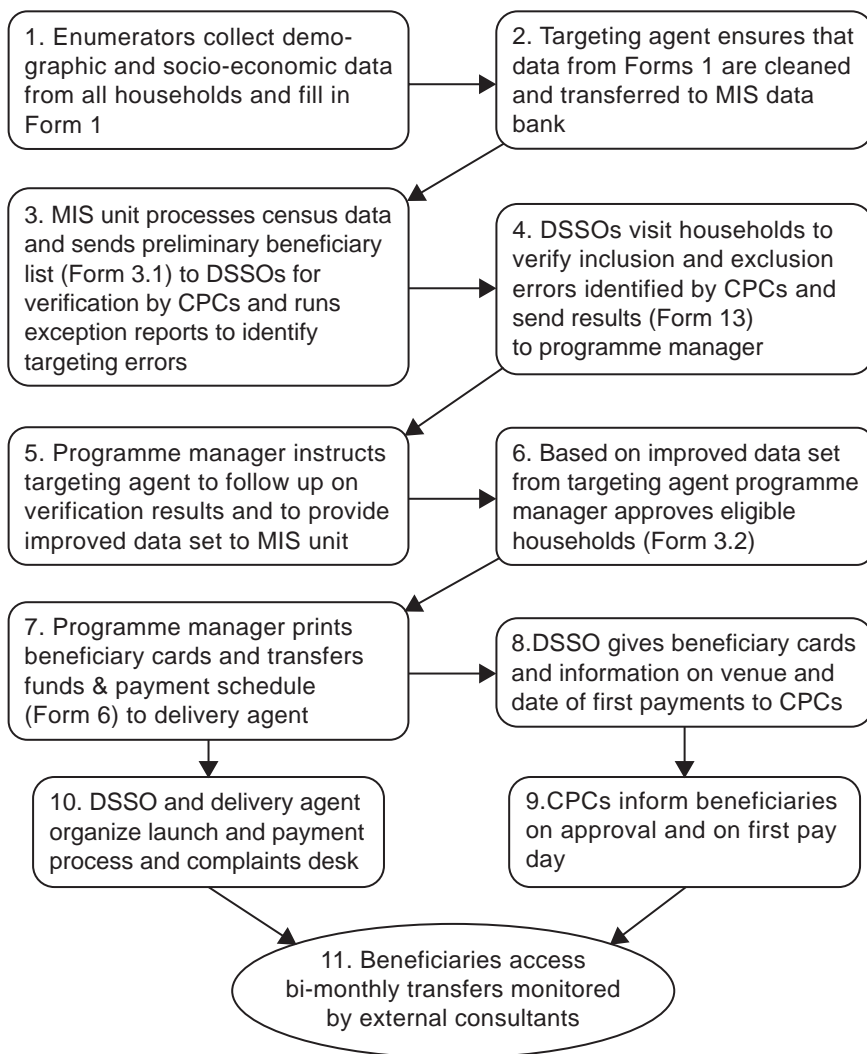 1. Enumerators collect demo-
graphic and socio-economic data
from all households and fill in
Form 1
2. Targeting agent ensures that
data from Forms 1 are cleaned
and transferred to MIS data
bank
3. MIS unit processes census data
and sends preliminary beneficiary
list (Form 3.1) to DSSOs for
verification by CPCs and runs
exception reports to identify
targeting errors
4. DSSOs visit households to
verify inclusion and exclusion
errors identified by CPCs and
send results (Form 13)
to programme manager
5. Programme manager instructs
targeting agent to follow up on
verification results and to provide
improved data set to MIS unit
6. Based on improved data set
from targeting agent programme
manager approves eligible
households (Form 3.2)
7. Programme manager prints
beneficiary cards and transfers
funds & payment schedule
(Form 6) to delivery agent
8.DSSO gives beneficiary cards
and information on venue and
date of first payments to CPCs
10. DSSO and delivery agent
organize launch and payment
process and complaints desk
9.CPCs inform beneficiaries
on approval and on first pay
day
11. Beneficiaries access
bi-monthly transfers monitored
by external consultants